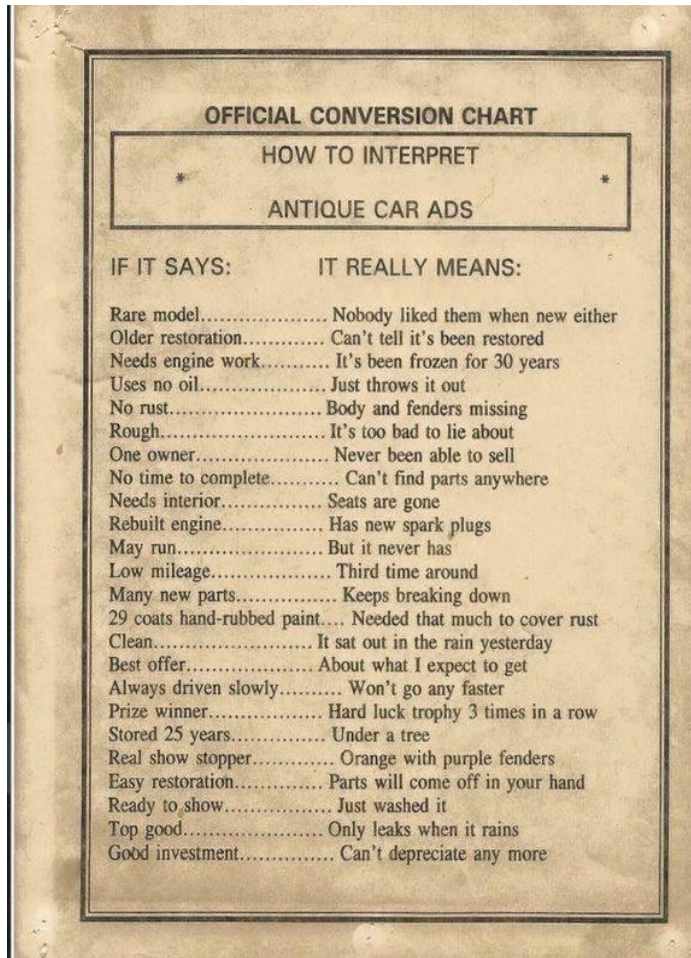 OFFICIAL CONVERSION CHART
HOW TO INTERPRET
* *
ANTIQUE CAR ADS
IF IT SAYS: IT REALLY MEANS:
Rare model.................... Nobody liked them when new either
Older restoration............. Can't tell it's been restored
Needs engine work........... It's been frozen for 30 years
Uses no oil.................... Just throws it out
No rust........................ Body and fenders missing
Rough.......................... It's too bad to lie about
One owner..................... Never been able to sell
No time to complete........... Can't find parts anywhere
Needs interior................ Seats are gone
Rebuilt engine................ Has new spark plugs
May run....................... But it never has
Low mileage................... Third time around
Many new parts................ Keeps breaking down
29 coats hand-rubbed paint.... Needed that much to cover rust
Clean......................... It sat out in the rain yesterday
Best offer.................... About what I expect to get
Always driven slowly.......... Won't go any faster
Prize winner.................. Hard luck trophy 3 times in a row
Stored 25 years............... Under a tree
Real show stopper............. Orange with purple fenders
Easy restoration.............. Parts will come off in your hand
Ready to show................. Just washed it
Top good...................... Only leaks when it rains
Good investment............... Can't depreciate any more